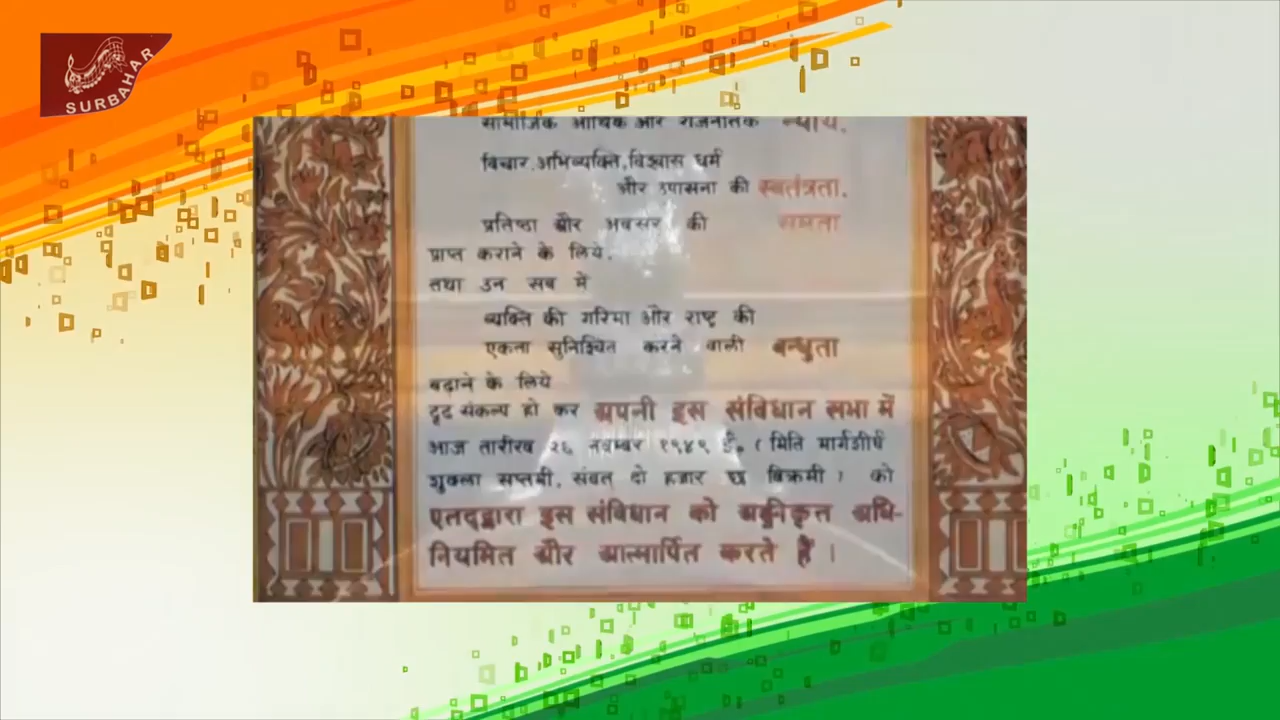 SURBAHAR
सामाजिक आर्थिक और राजनैतिक न्याय,
विचार, अभिव्यक्ति, विश्वास धर्म
और उपासना की स्वतंत्रता,
प्रतिष्ठा और अवसर की समता
प्राप्त कराने के लिये,
तथा उन सब में
व्यक्ति की गरिमा और राष्ट्र की
एकता सुनिश्चित करने वाली बन्धुता
बढ़ाने के लिये
दृढ़ संकल्प हो कर अपनी इस संविधान सभा में
आज तारीख २६ नवम्बर १९४९ ई० ( मिति मार्गशीर्ष
शुक्ला सप्तमी, संवत दो हजार छ विक्रमी ) को
एतद्द्वारा इस संविधान को अङ्गीकृत अधि-
नियमित और आत्मार्पित करते हैं ।